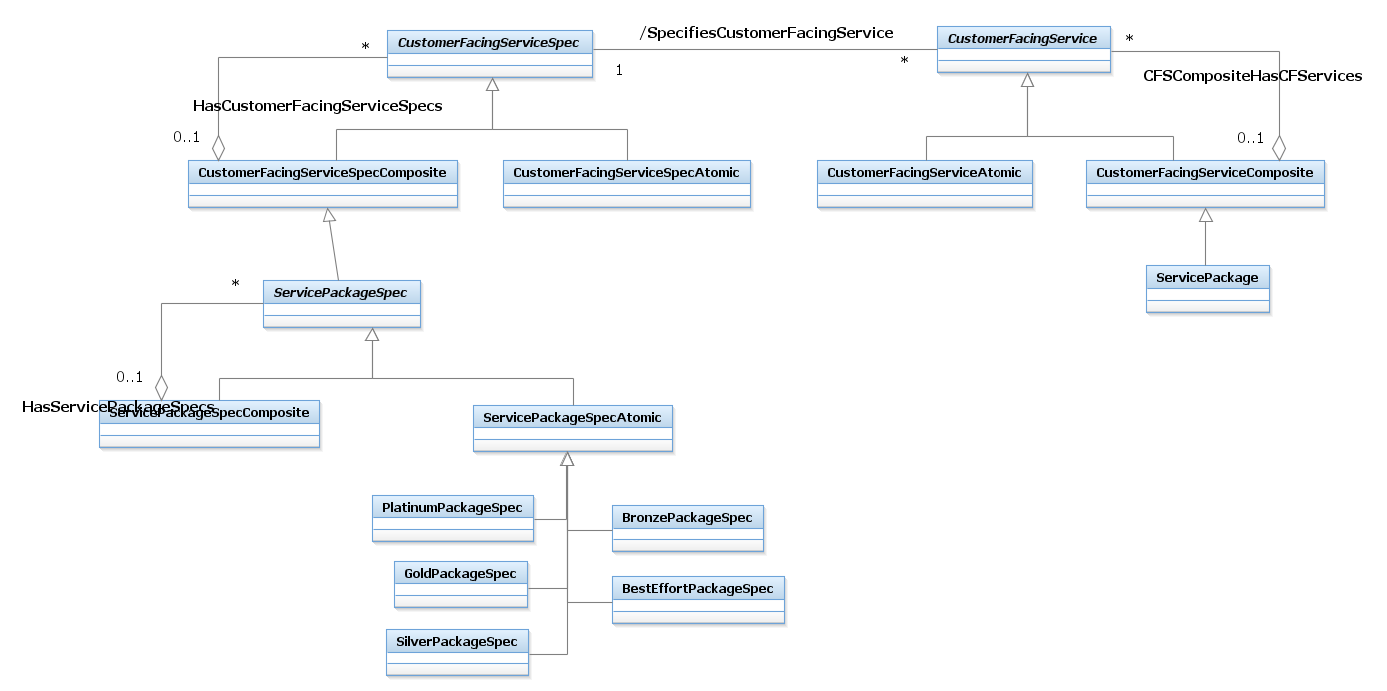 /SpecifiesCustomerFacingService
CustomerFacingServiceSpec
CustomerFacingService
*
*
1
*
CFSCompositeHasCFServices
HasCustomerFacingServiceSpecs
0..1
0..1
CustomerFacingServiceSpecComposite
CustomerFacingServiceSpecAtomic
CustomerFacingServiceAtomic
CustomerFacingServiceComposite
ServicePackage
*
ServicePackageSpec
0..1
HasServicePackageSpecs
ServicePackageSpecComposite
ServicePackageSpecAtomic
PlatinumPackageSpec
BronzePackageSpec
GoldPackageSpec
BestEffortPackageSpec
SilverPackageSpec